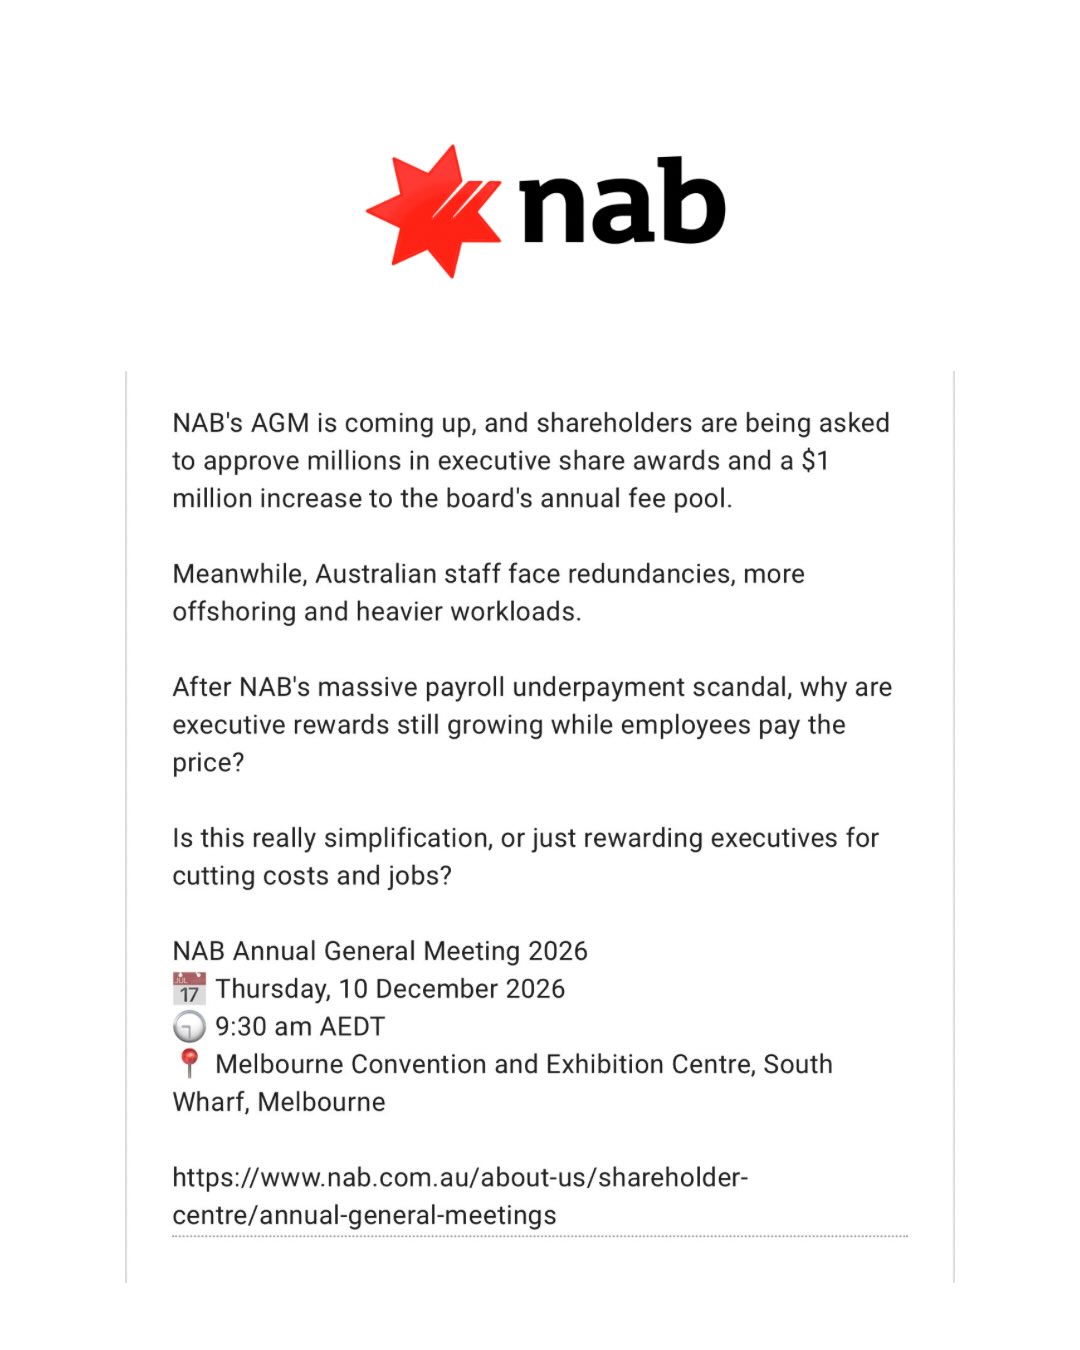 nab
NAB's AGM is coming up, and shareholders are being asked
to approve millions in executive share awards and a $1
million increase to the board's annual fee pool.
Meanwhile, Australian staff face redundancies, more
offshoring and heavier workloads.
After NAB's massive payroll underpayment scandal, why are
executive rewards still growing while employees pay the
price?
Is this really simplification, or just rewarding executives for
cutting costs and jobs?
NAB Annual General Meeting 2026
📅 Thursday, 10 December 2026
🕤 9:30 am AEDT
📍 Melbourne Convention and Exhibition Centre, South
Wharf, Melbourne
https://www.nab.com.au/about-us/shareholder-
centre/annual-general-meetings